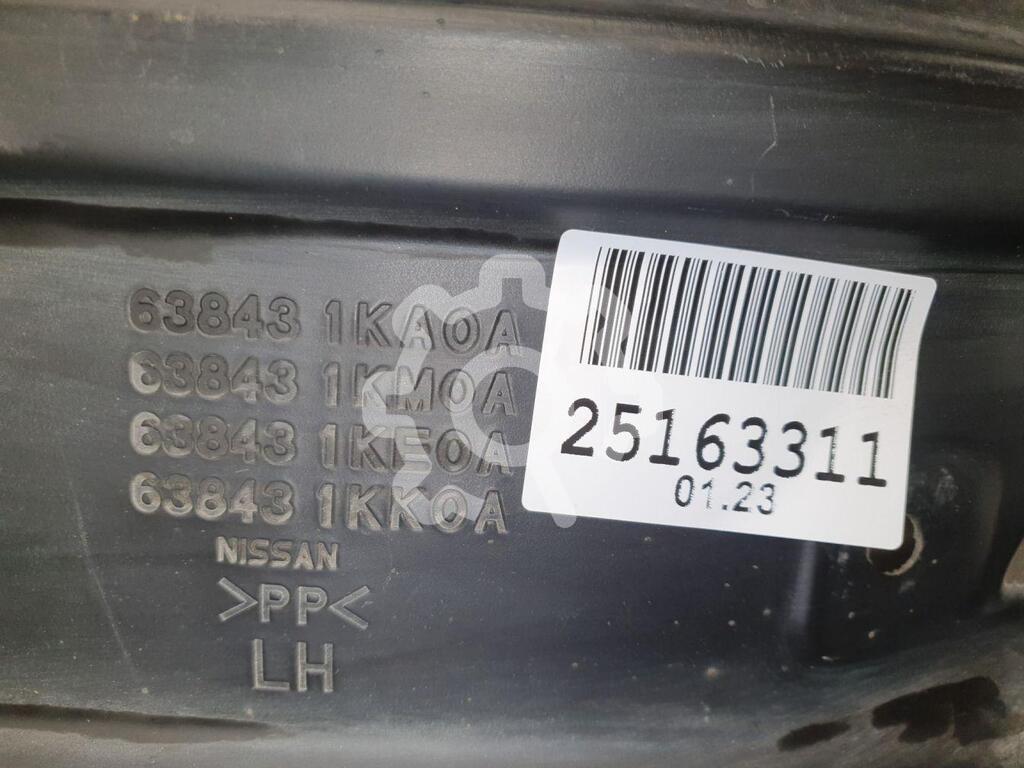 63843 1KA0A
63843 1KM0A
63843 1KE0A
63843 1KK0A
NISSAN
>PP<
LH
25163311
01.23